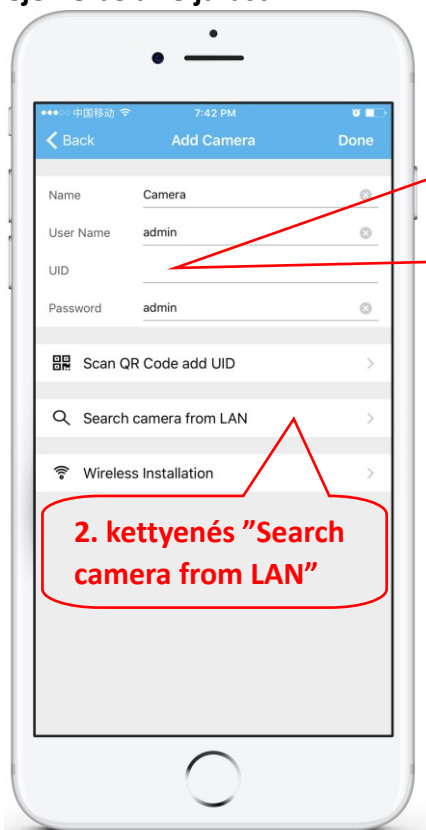 中国移动 7:42 PM
Back Add Camera Done
Name Camera
User Name admin
UID
Password admin
Scan QR Code add UID
Search camera from LAN
Wireless Installation
2. kettyenés ”Search
camera from LAN”